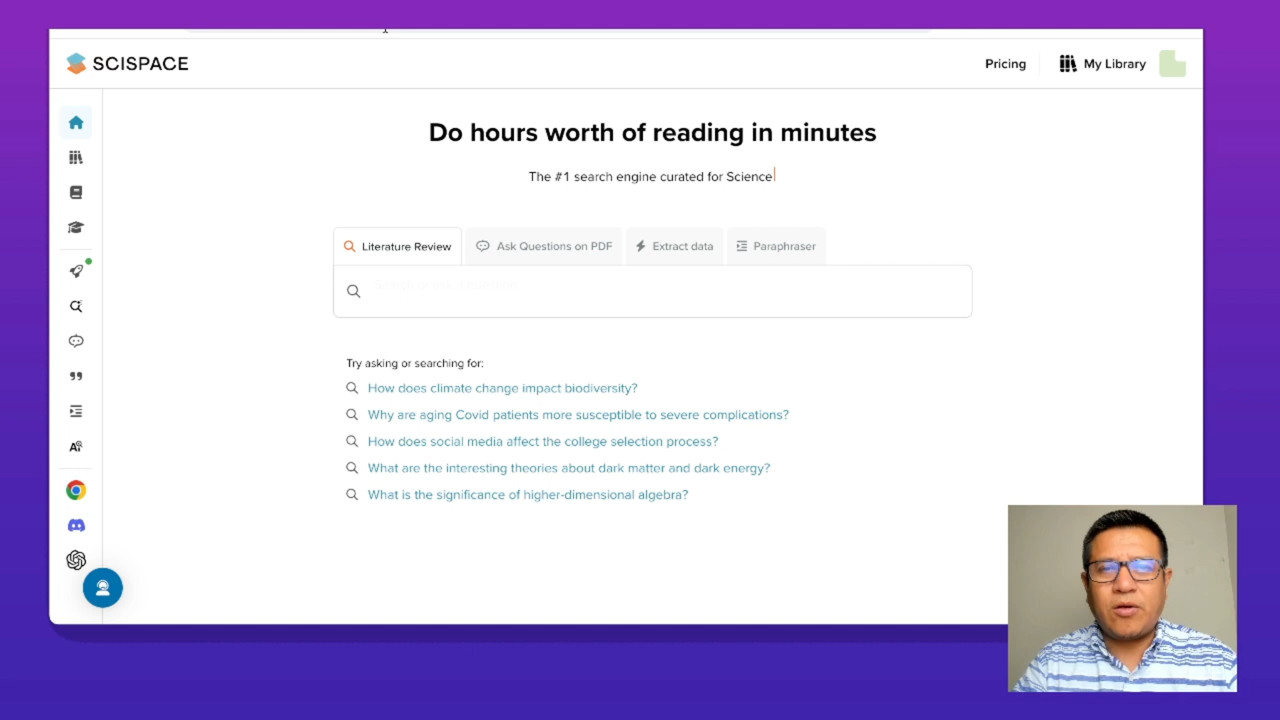 SCISPACE
Pricing
My Library
Do hours worth of reading in minutes
The #1 search engine curated for Science
Literature Review
Ask Questions on PDF
Extract data
Paraphraser
Try asking or searching for:
How does climate change impact biodiversity?
Why are aging Covid patients more susceptible to severe complications?
How does social media affect the college selection process?
What are the interesting theories about dark matter and dark energy?
What is the significance of higher-dimensional algebra?